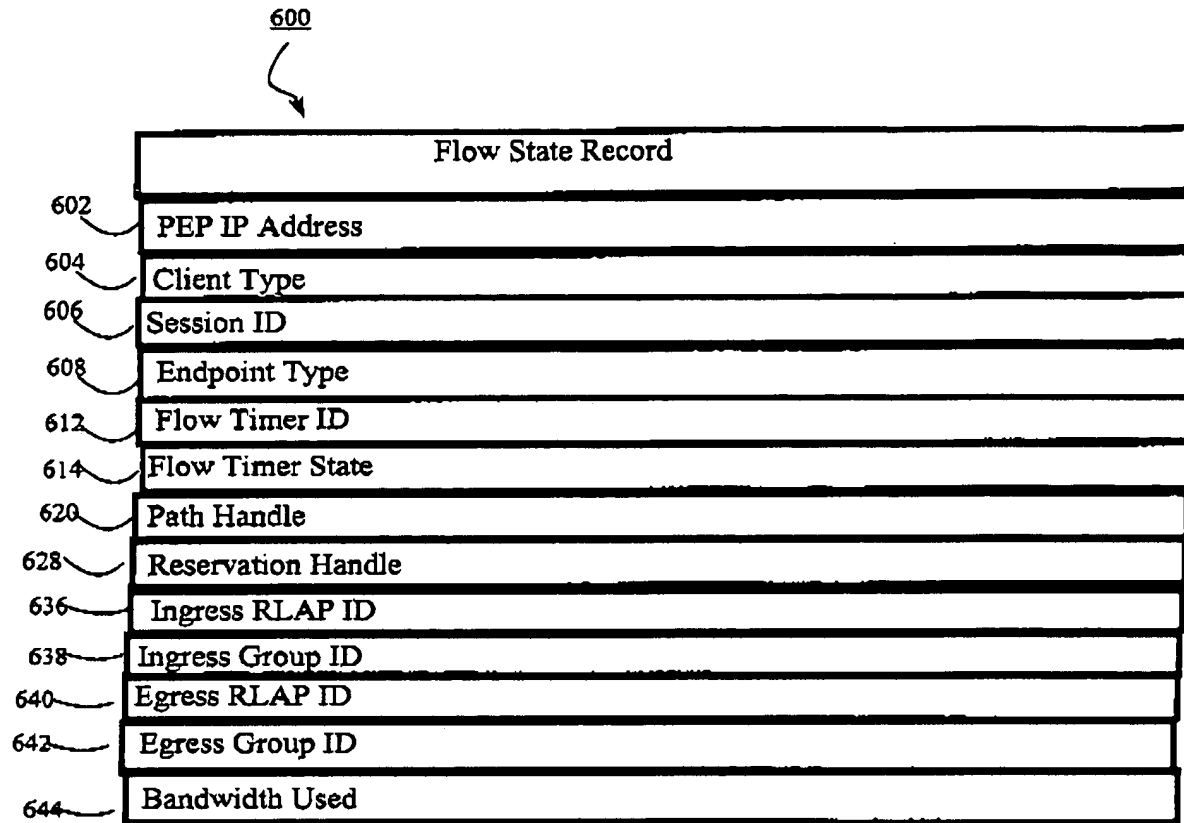 600
Flow State Record
602 PEP IP Address
604 Client Type
606 Session ID
608 Endpoint Type
612 Flow Timer ID
614 Flow Timer State
620 Path Handle
628 Reservation Handle
636 Ingress RLAP ID
638 Ingress Group ID
640 Egress RLAP ID
642 Egress Group ID
644 Bandwidth Used